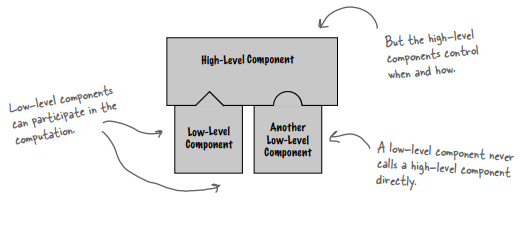 But the high-level
components control
when and how.
High-Level Component
Low-level components
can participate in the
computation.
Low-Level
Component
Another
Low-Level
Component
A low-level component never
calls a high-level component
directly.